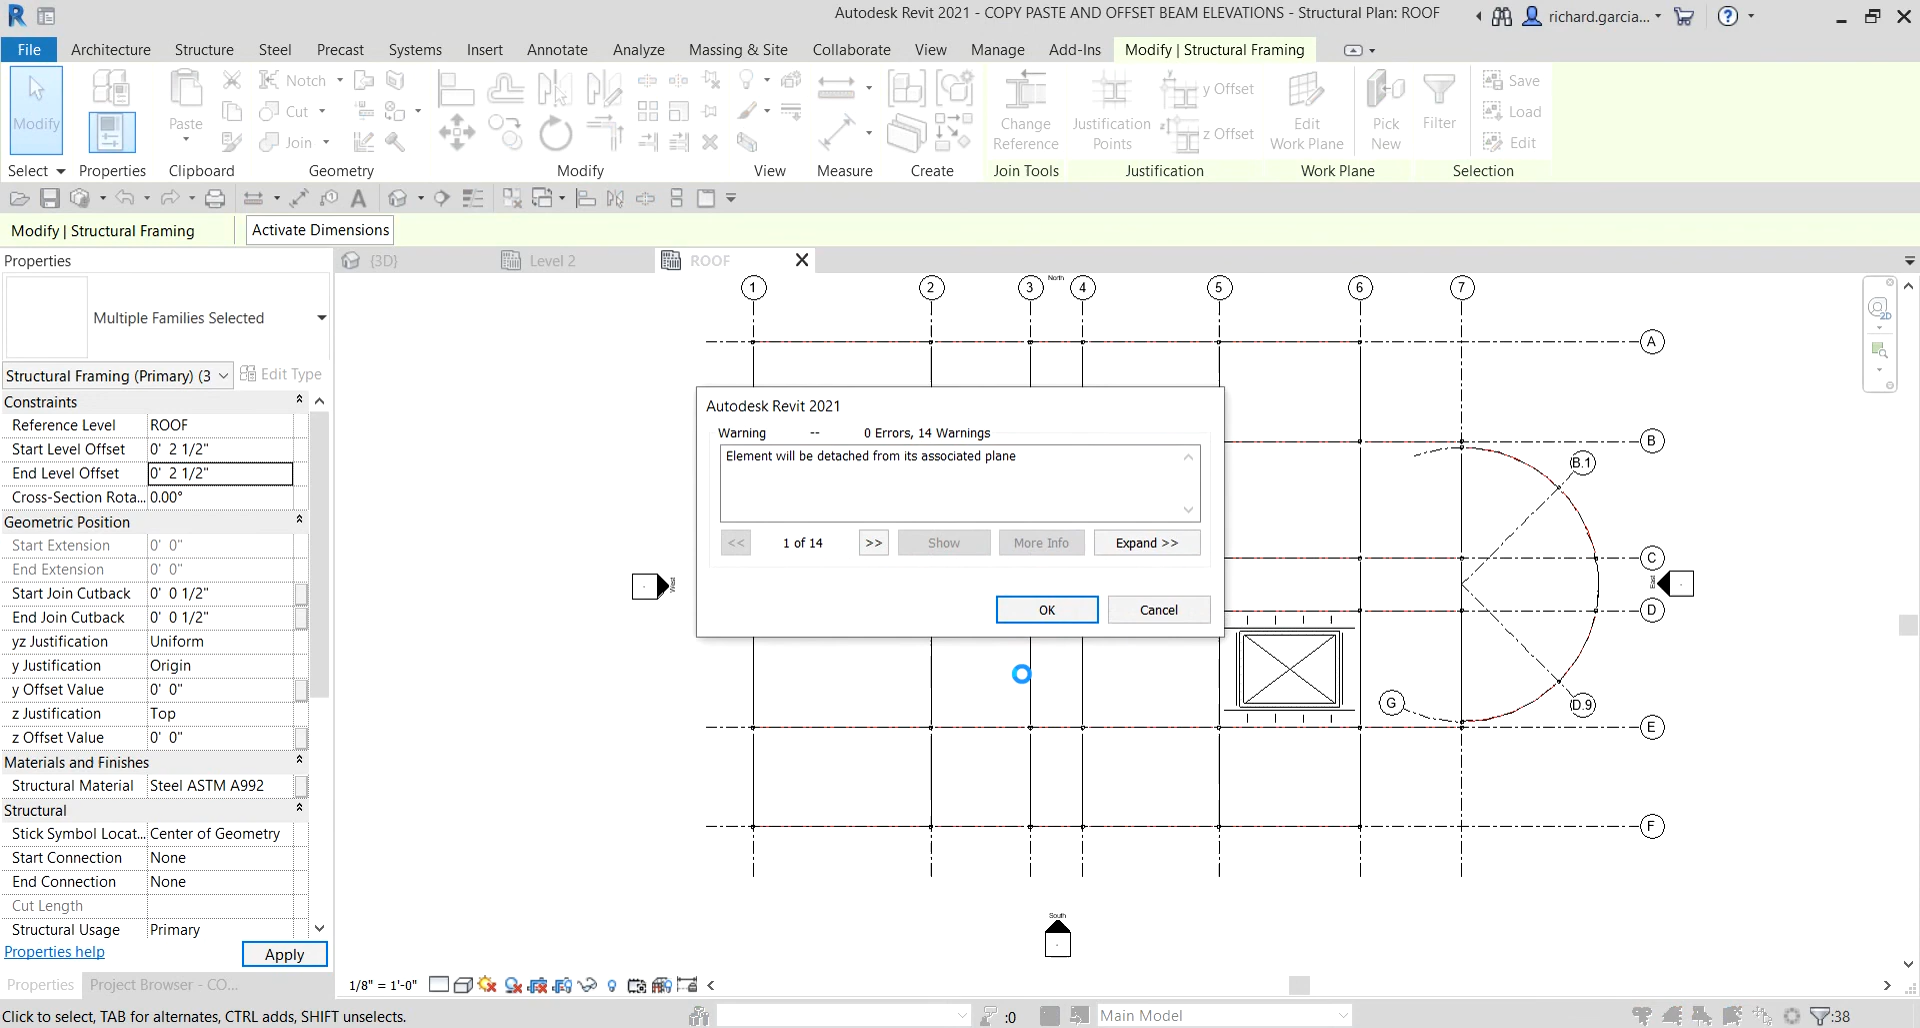 Autodesk Revit 2021 - COPY PASTE AND OFFSET BEAM ELEVATIONS - Structural Plan: ROOF
richard.garcia...
File Architecture Structure Steel Precast Systems Insert Annotate Analyze Massing & Site Collaborate View Manage Add-Ins Modify | Structural Framing
Modify
Paste
Notch
Cut
Join
Change Reference
Justification Points
y Offset
z Offset
Edit Work Plane
Pick New
Filter
Save
Load
Edit
Select Properties Clipboard Geometry Modify View Measure Create Join Tools Justification Work Plane Selection
Modify | Structural Framing Activate Dimensions
Properties
{3D} Level 2 ROOF
Multiple Families Selected
Structural Framing (Primary) (3 Edit Type
Constraints
Reference Level ROOF
Start Level Offset 0' 2 1/2"
End Level Offset 0' 2 1/2"
Cross-Section Rota... 0.00°
Geometric Position
Start Extension 0' 0"
End Extension 0' 0"
Start Join Cutback 0' 0 1/2"
End Join Cutback 0' 0 1/2"
yz Justification Uniform
y Justification Origin
y Offset Value 0' 0"
z Justification Top
z Offset Value 0' 0"
Materials and Finishes
Structural Material Steel ASTM A992
Structural
Stick Symbol Locat... Center of Geometry
Start Connection None
End Connection None
Cut Length
Structural Usage Primary
Properties help Apply
Properties Project Browser - CO...
1 2 3 North 4 5 6 7
A
B
B.1
C
East
D
West
G
D.9
E
F
South
2D
Autodesk Revit 2021
Warning -- 0 Errors, 14 Warnings
Element will be detached from its associated plane
<< 1 of 14 >> Show More Info Expand >>
OK Cancel
1/8" = 1'-0"
Click to select, TAB for alternates, CTRL adds, SHIFT unselects. :0 Main Model :38